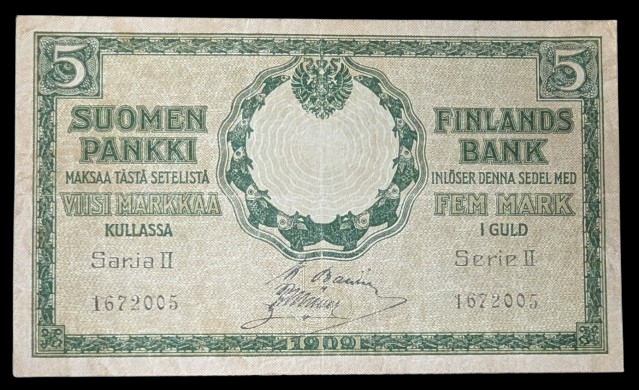 5 5
SUOMEN
PANKKI
MAKSAA TÄSTÄ SETELISTÄ
VIISI MARKKAA
KULLASSA
Sarja II
1672005
FINLANDS
BANK
INLÖSER DENNA SEDEL MED
FEM MARK
I GULD
Serie II
1672005
1909